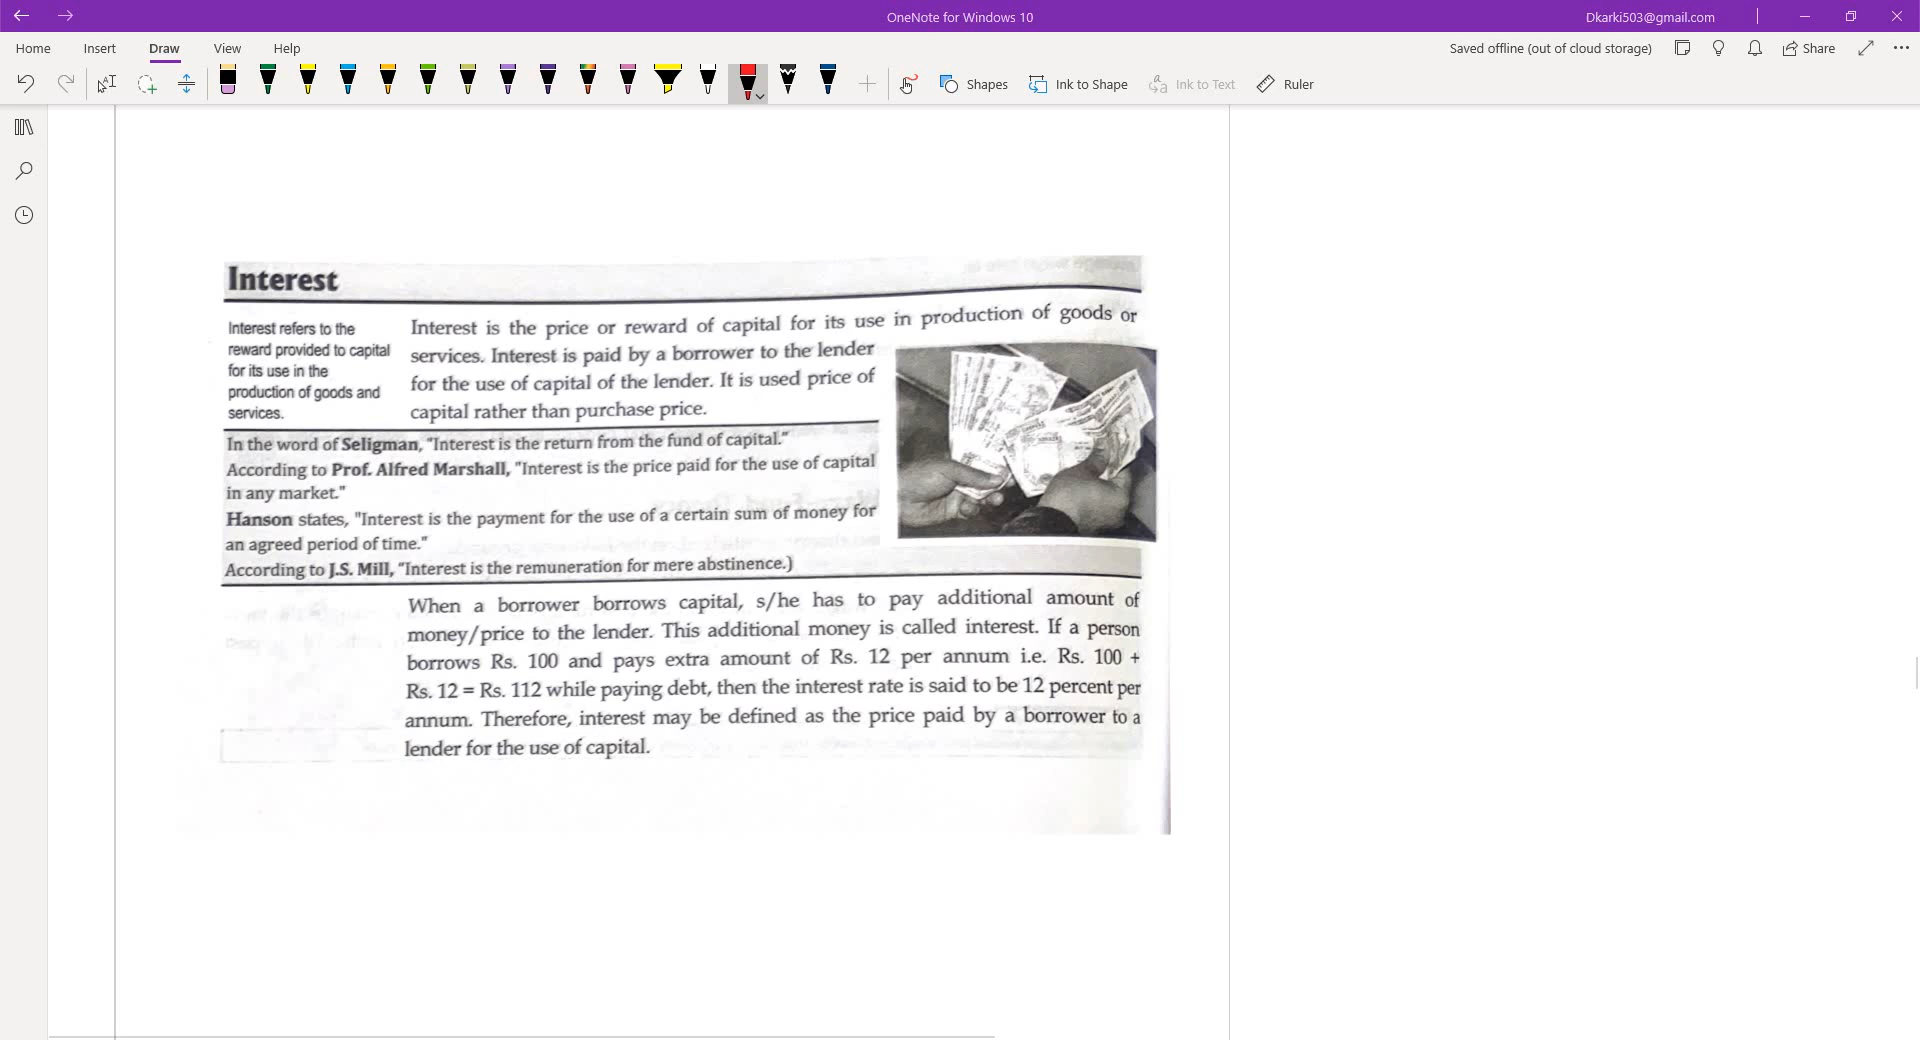 OneNote for Windows 10
Dkarki503@gmail.com
Home Insert Draw View Help
Saved offline (out of cloud storage)
Share
Shapes
Ink to Shape
Ink to Text
Ruler
Interest
Interest refers to the
reward provided to capital
for its use in the
production of goods and
services.
Interest is the price or reward of capital for its use in production of goods or
services. Interest is paid by a borrower to the lender
for the use of capital of the lender. It is used price of
capital rather than purchase price.
In the word of Seligman, "Interest is the return from the fund of capital."
According to Prof. Alfred Marshall, "Interest is the price paid for the use of capital
in any market."
Hanson states, "Interest is the payment for the use of a certain sum of money for
an agreed period of time."
According to J.S. Mill, "Interest is the remuneration for mere abstinence.)
When a borrower borrows capital, s/he has to pay additional amount of
money/price to the lender. This additional money is called interest. If a person
borrows Rs. 100 and pays extra amount of Rs. 12 per annum i.e. Rs. 100 +
Rs. 12 = Rs. 112 while paying debt, then the interest rate is said to be 12 percent per
annum. Therefore, interest may be defined as the price paid by a borrower to a
lender for the use of capital.